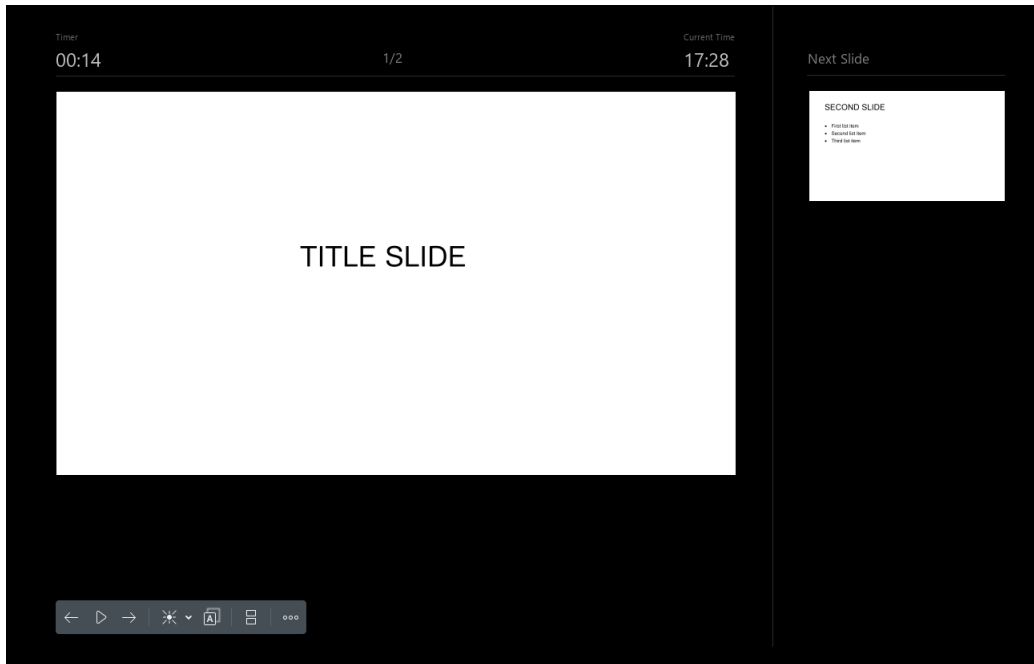 Timer
00:14
1/2
Current Time
17:28
TITLE SLIDE
A
Next Slide
SECOND SLIDE
• First list item
• Second list item
• Third list item